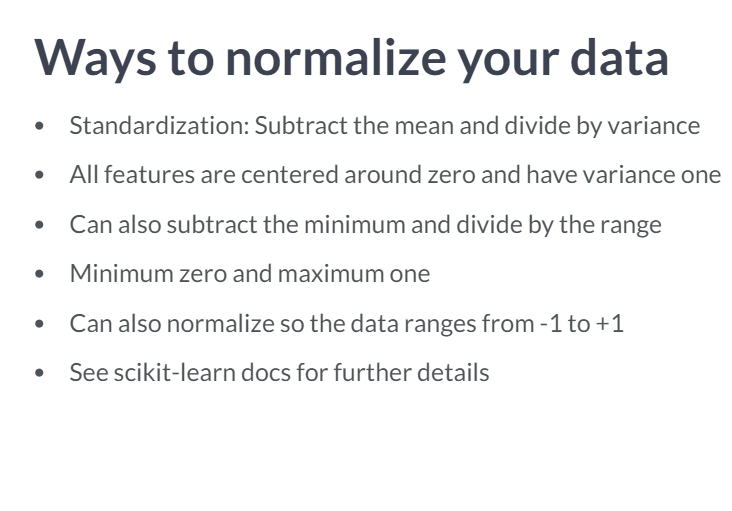 Ways to normalize your data
• Standardization: Subtract the mean and divide by variance
• All features are centered around zero and have variance one
• Can also subtract the minimum and divide by the range
• Minimum zero and maximum one
• Can also normalize so the data ranges from -1 to +1
• See scikit-learn docs for further details